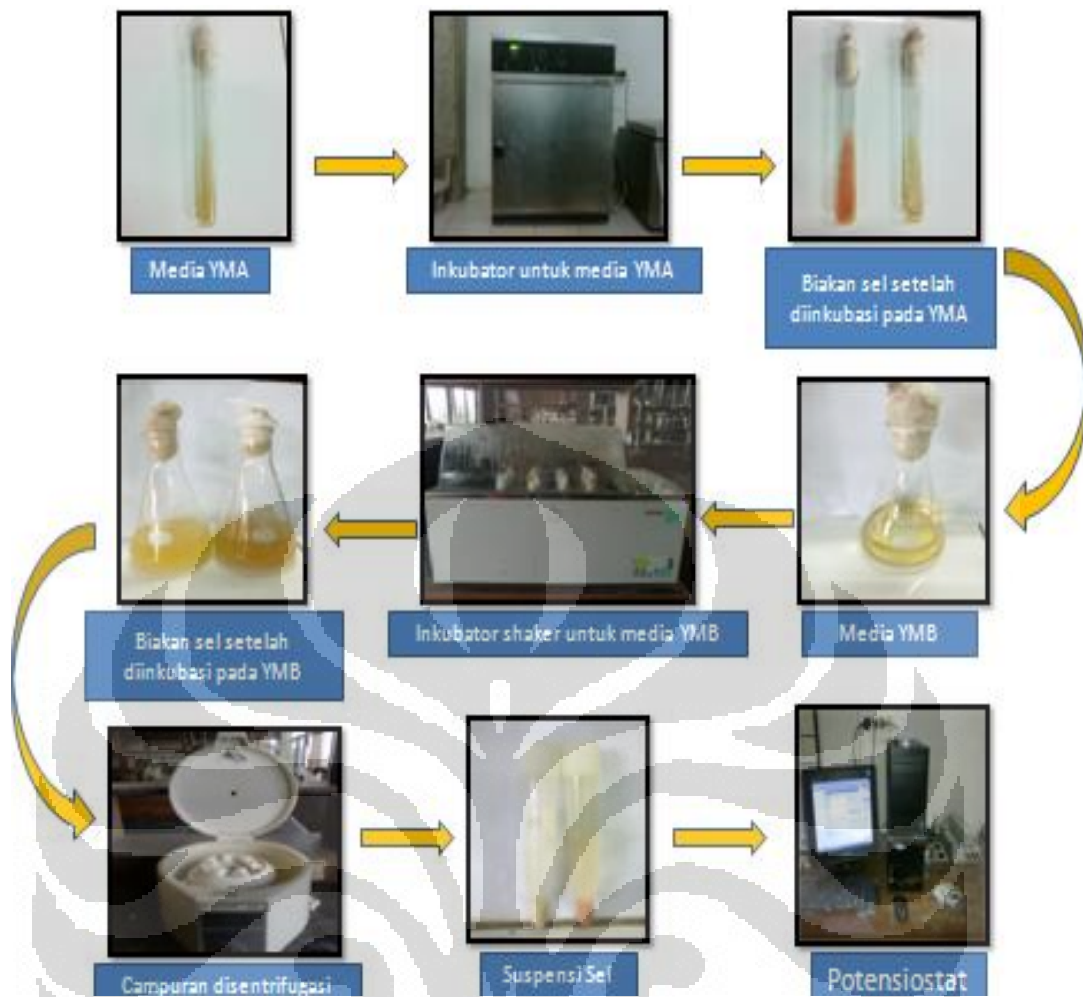 Media YMA
Inkubator untuk media YMA
Biakan sel setelah
diinkubasi pada YMA
Biakan sel setelah
diinkubasi pada YMB
Inkubator shaker untuk media YMB
Media YMB
Campuran disentrifugasi
Suspensi Sel
Potensiostat